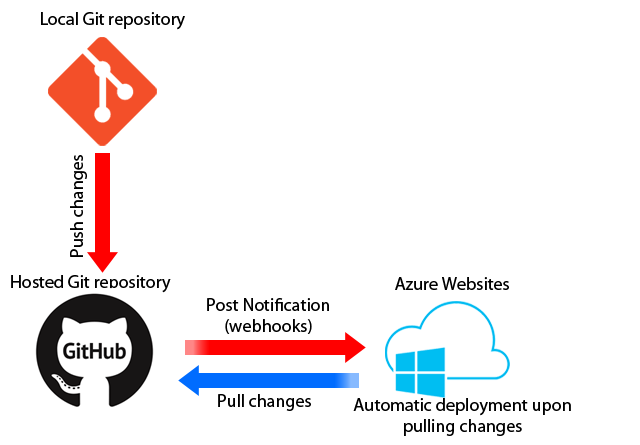 Local Git repository
Push changes
Hosted Git repository
GitHub
Post Notification
(webhooks)
Pull changes
Azure Websites
Automatic deployment upon
pulling changes